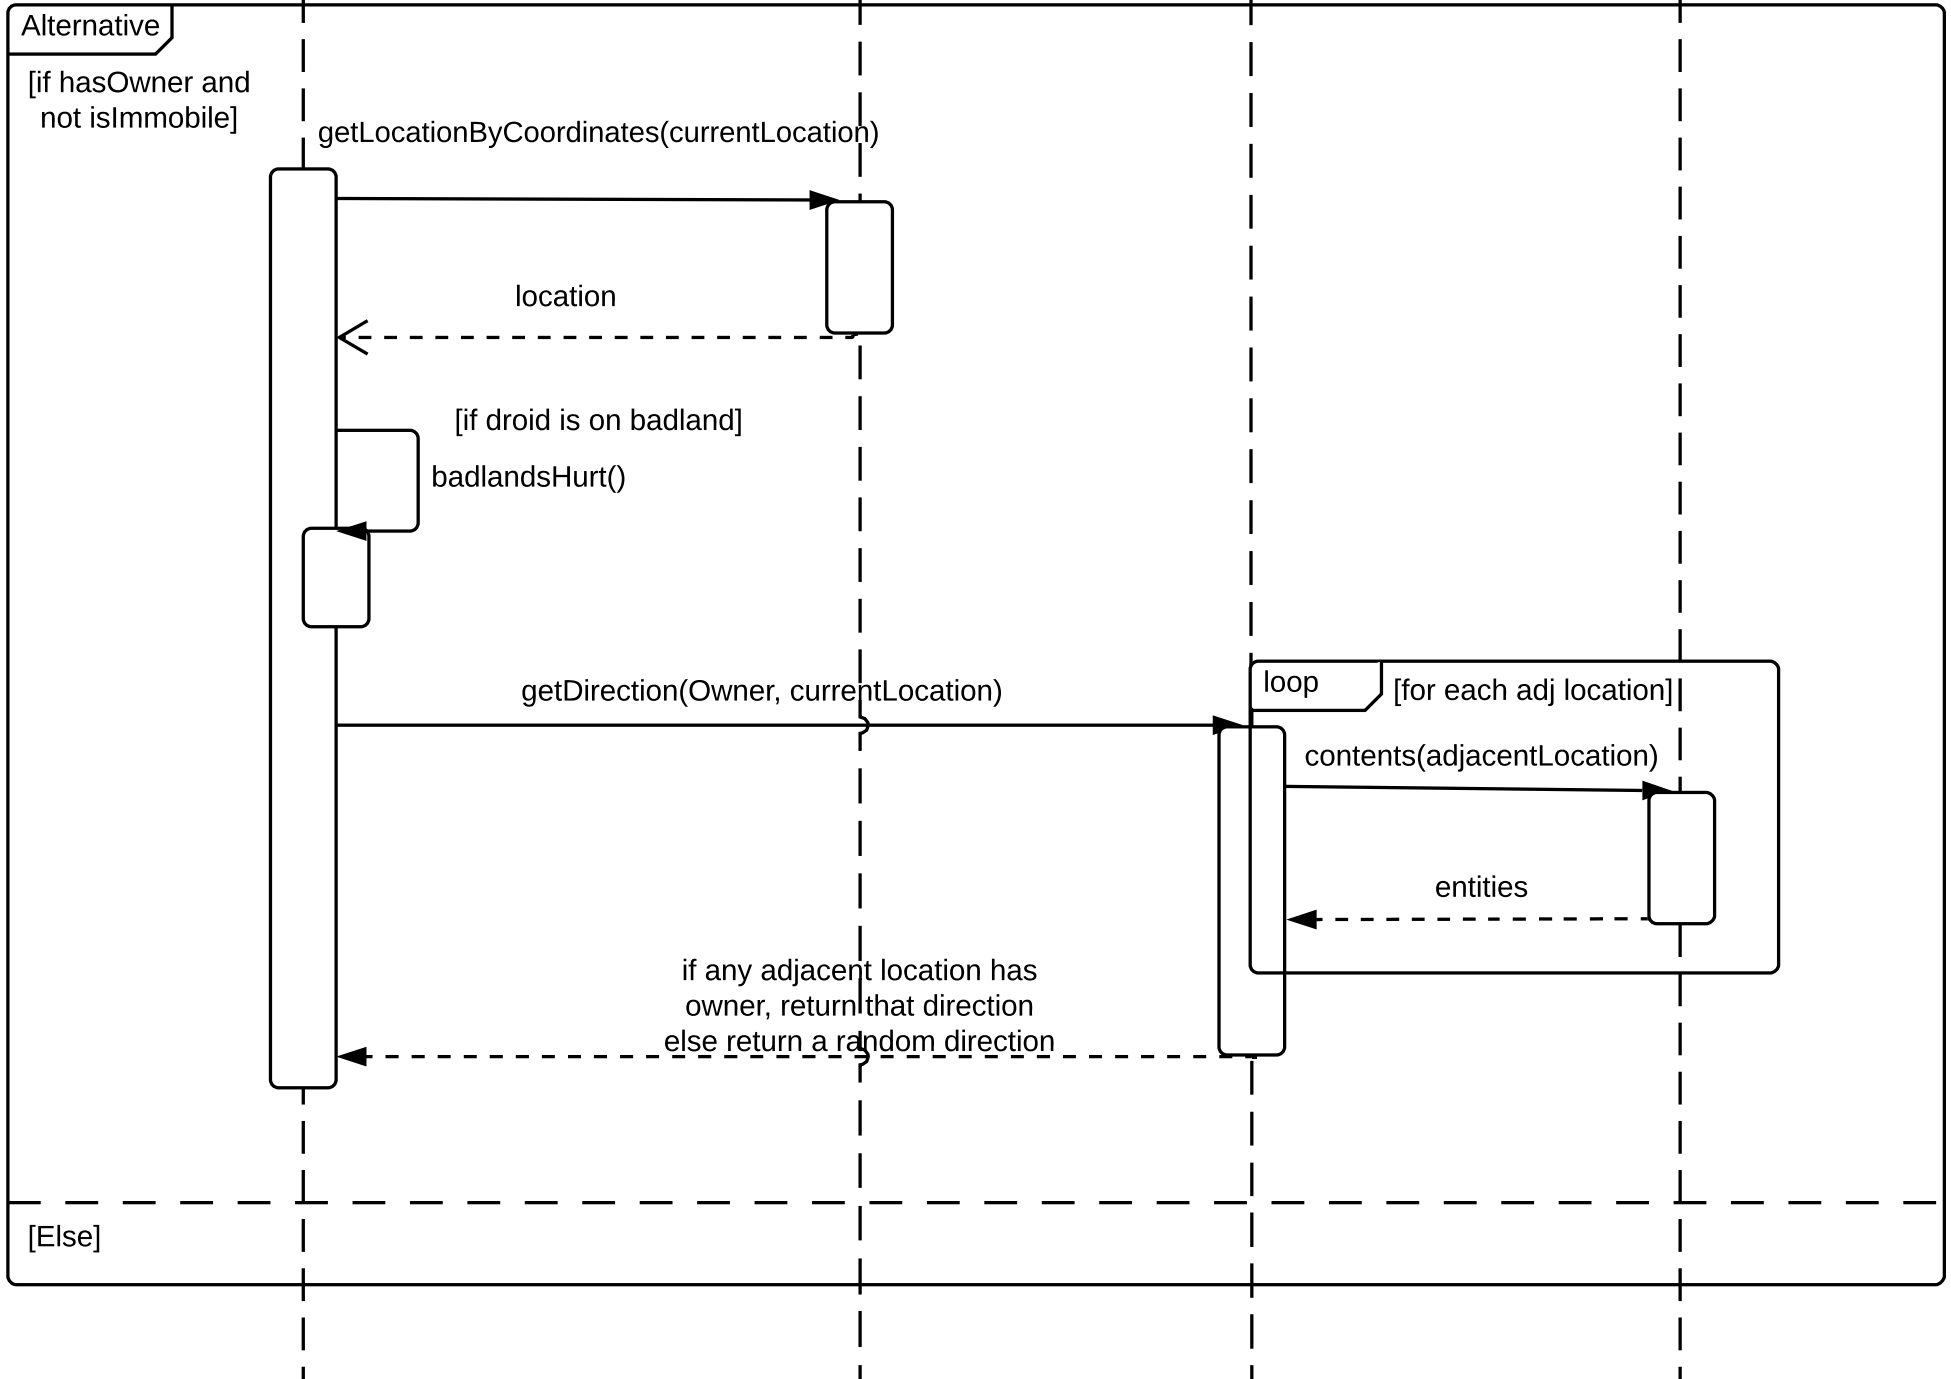 Alternative
[if hasOwner and
not isImmobile]
getLocationByCoordinates(currentLocation)
location
[if droid is on badland]
badlandsHurt()
getDirection(Owner, currentLocation)
loop
[for each adj location]
contents(adjacentLocation)
entities
if any adjacent location has
owner, return that direction
else return a random direction
[Else]